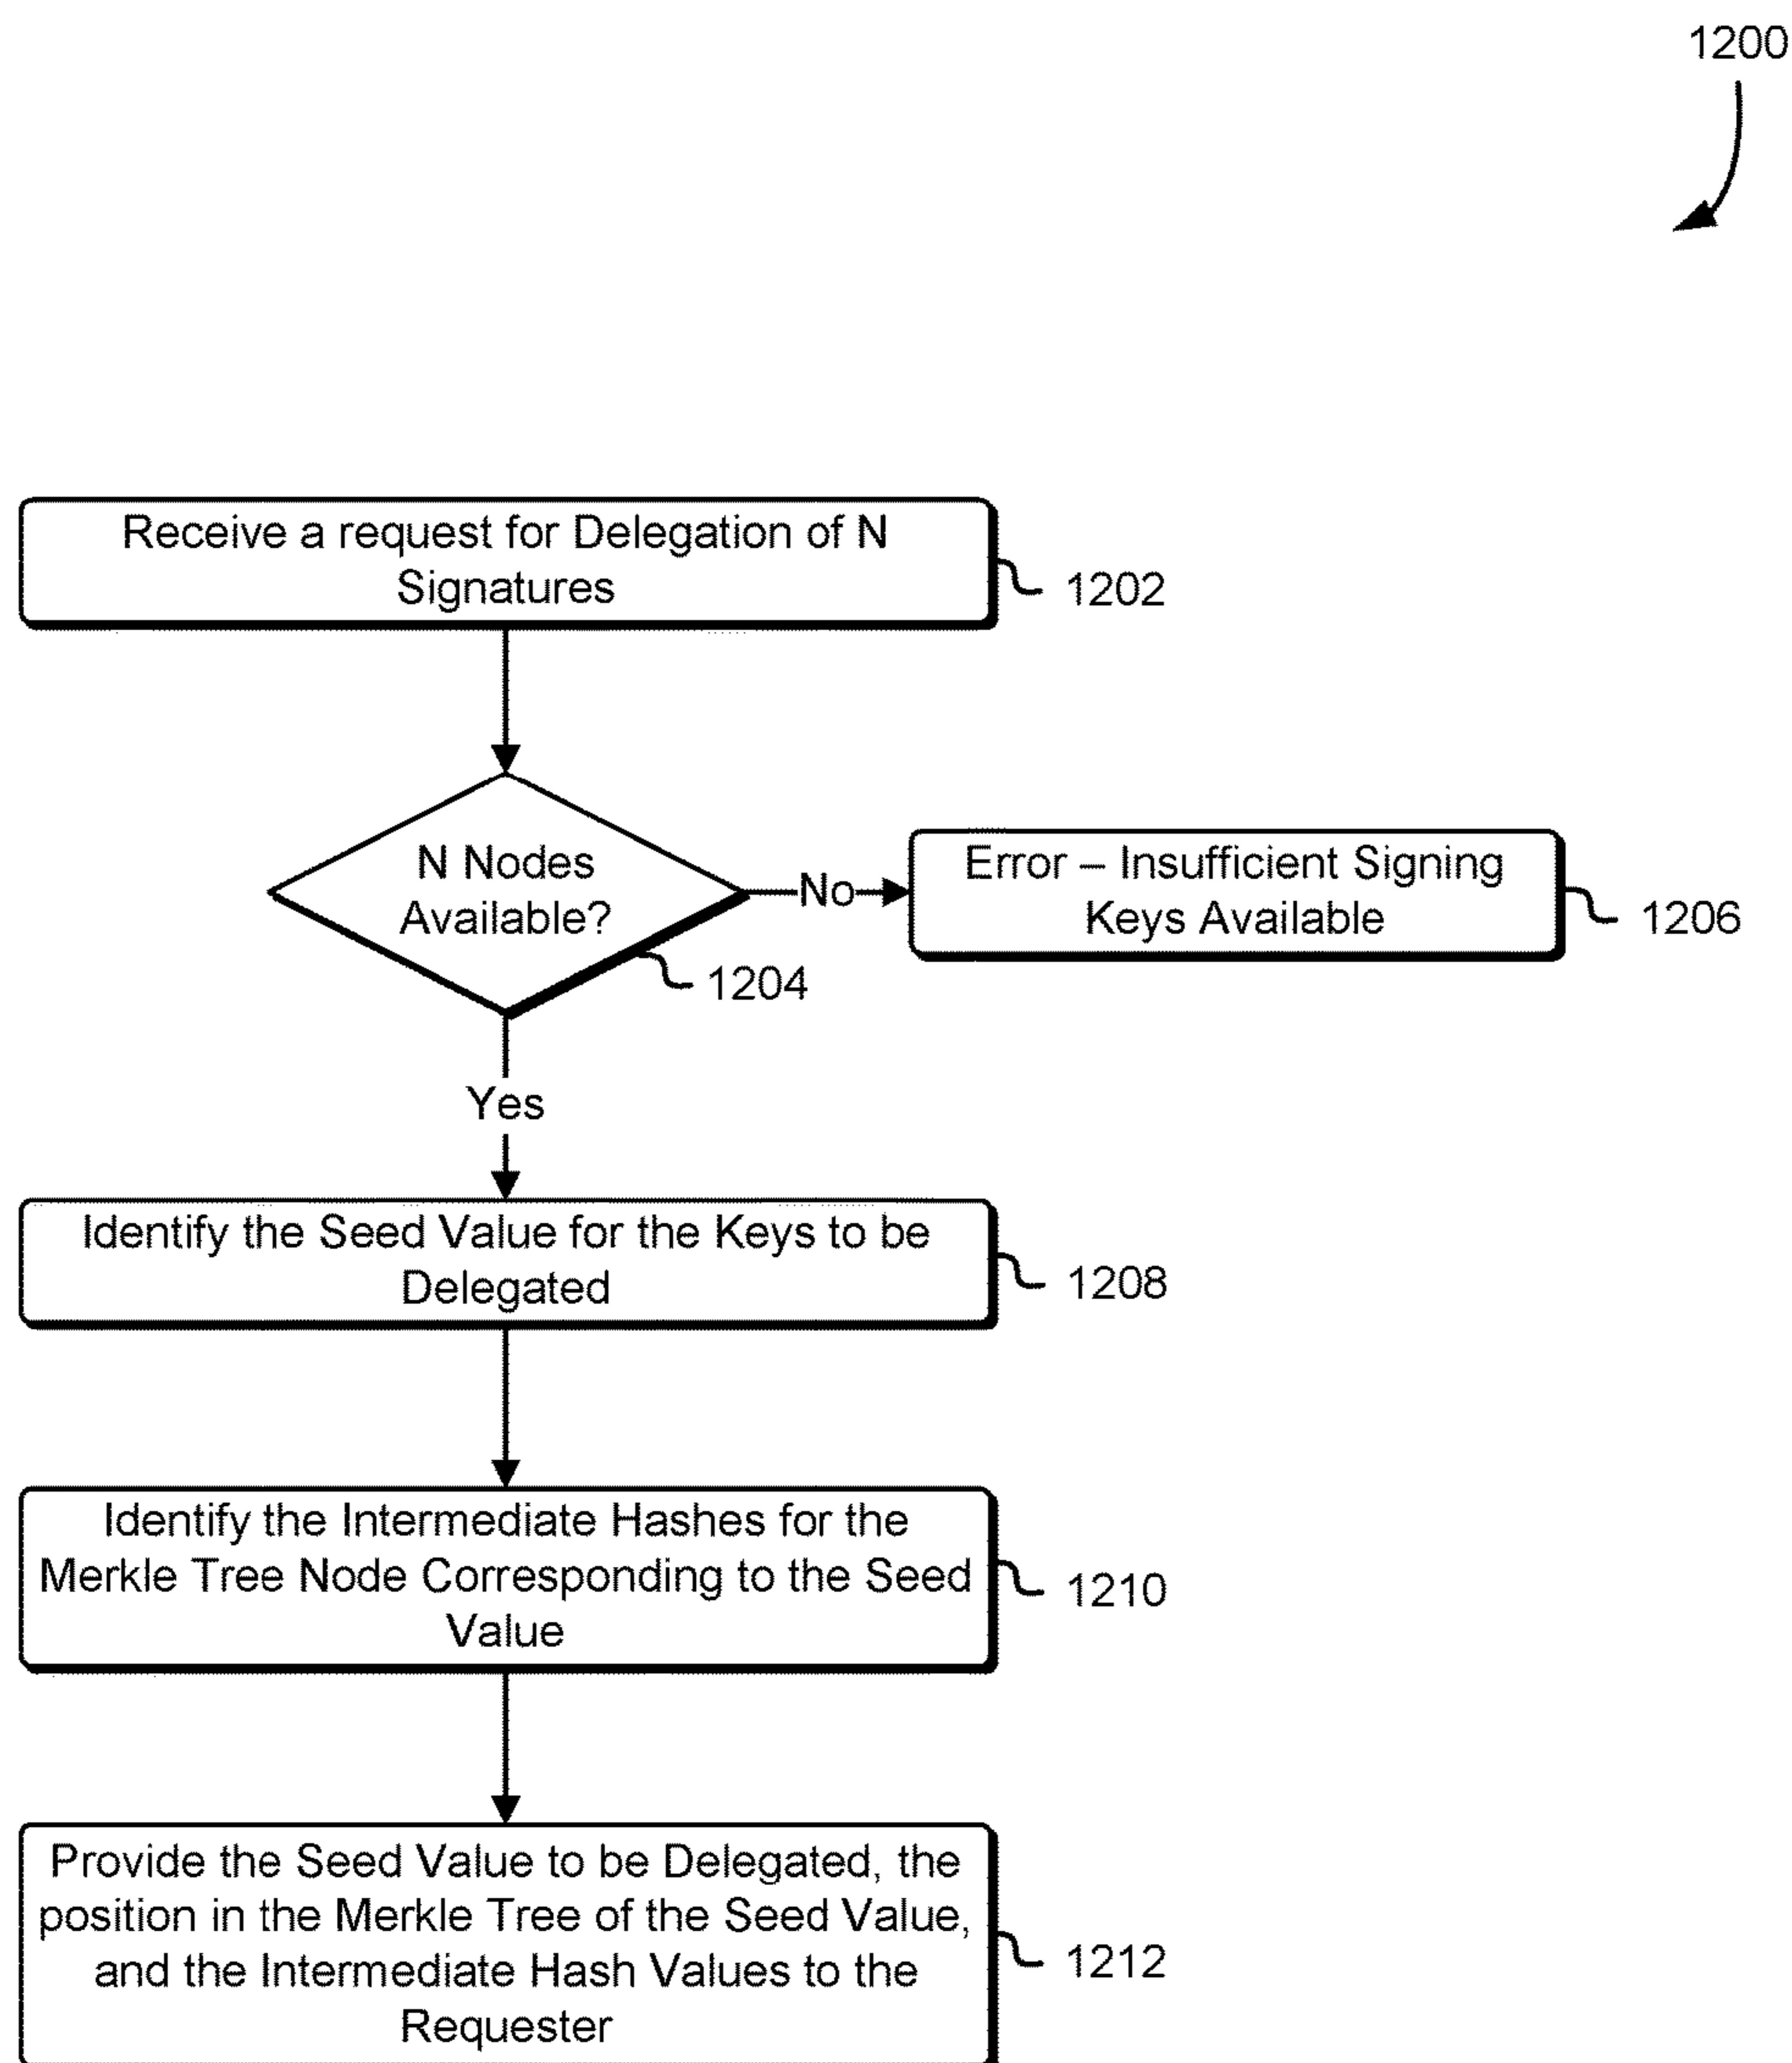 1200
Receive a request for Delegation of N
Signatures
1202
N Nodes
Available?
1204
No
Error – Insufficient Signing
Keys Available
1206
Yes
Identify the Seed Value for the Keys to be
Delegated
1208
Identify the Intermediate Hashes for the
Merkle Tree Node Corresponding to the Seed
Value
1210
Provide the Seed Value to be Delegated, the
position in the Merkle Tree of the Seed Value,
and the Intermediate Hash Values to the
Requester
1212